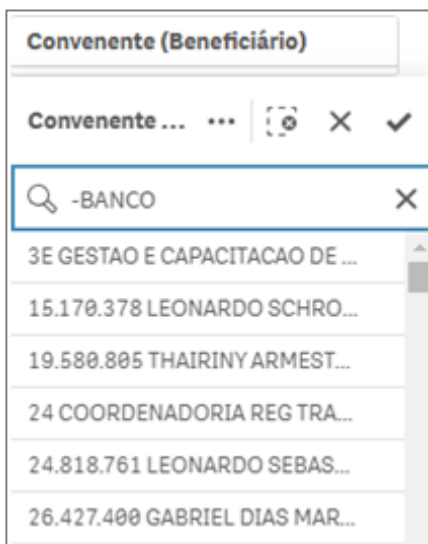 Convenente (Beneficiário)
Convenente ... ...
-BANCO
3E GESTAO E CAPACITACAO DE ...
15.170.378 LEONARDO SCHRO...
19.580.805 THAIRINY ARMEST...
24 COORDENADORIA REG TRA...
24.818.761 LEONARDO SEBAS...
26.427.400 GABRIEL DIAS MAR...